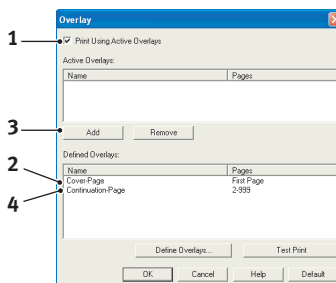 Overlay
1
Print Using Active Overlays
Active Overlays:
Name Pages
3
Add Remove
Defined Overlays:
2
Name Pages
Cover-Page First Page
4
Continuation-Page 2-999
Define Overlays... Test Print
OK Cancel Help Default